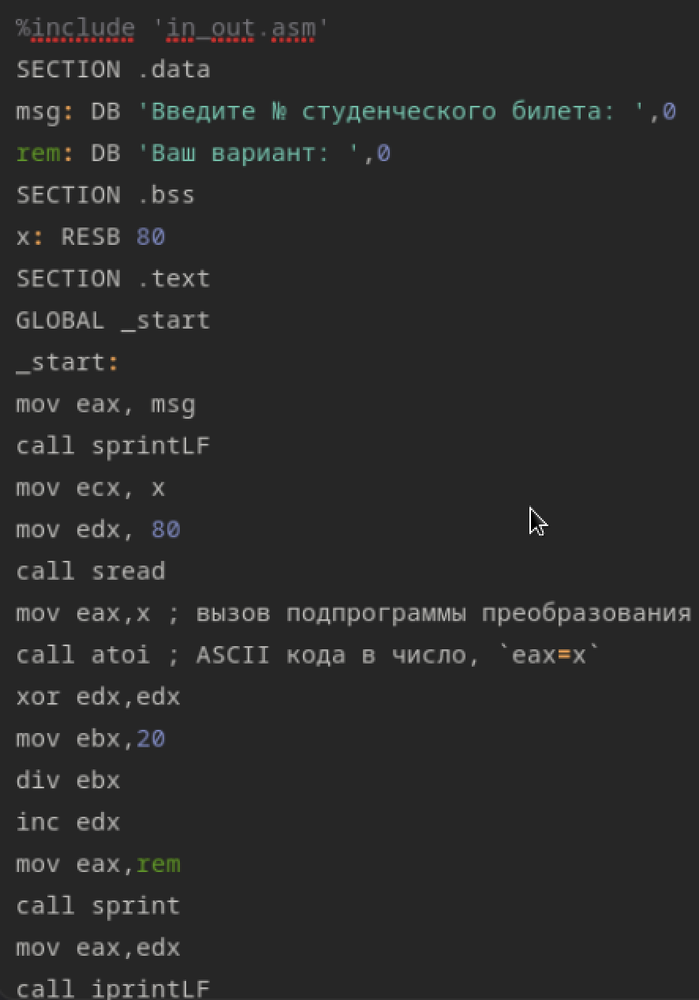 %include 'in_out.asm'
SECTION .data
msg: DB 'Введите № студенческого билета: ',0
rem: DB 'Ваш вариант: ',0
SECTION .bss
x: RESB 80
SECTION .text
GLOBAL _start
_start:
mov eax, msg
call sprintLF
mov ecx, x
mov edx, 80
call sread
mov eax,x ; вызов подпрограммы преобразования
call atoi ; ASCII кода в число, `eax=x`
xor edx,edx
mov ebx,20
div ebx
inc edx
mov eax,rem
call sprint
mov eax,edx
call iprintLF